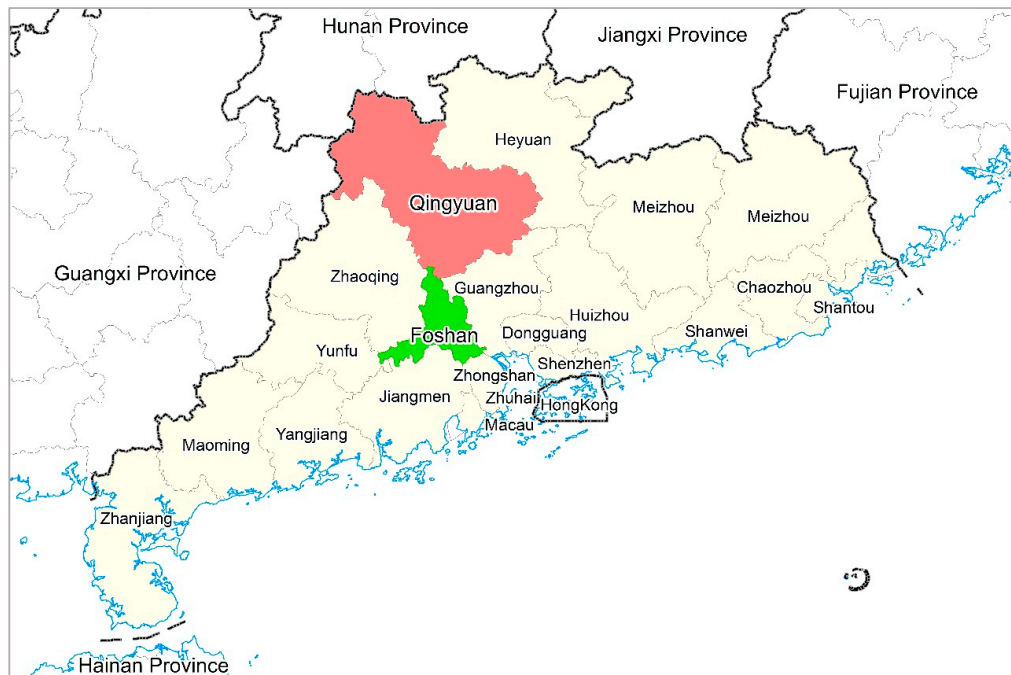 Hunan Province
Jiangxi Province
Fujian Province
Heyuan
Qingyuan
Meizhou
Meizhou
Guangxi Province
Zhaoqing
Guangzhou
Chaozhou
Shantou
Huizhou
Foshan
Dongguang
Shanwei
Yunfu
Shenzhen
Zhongshan
Jiangmen
Zhuhai
HongKong
Macau
Yangjiang
Maoming
Zhanjiang
Hainan Province